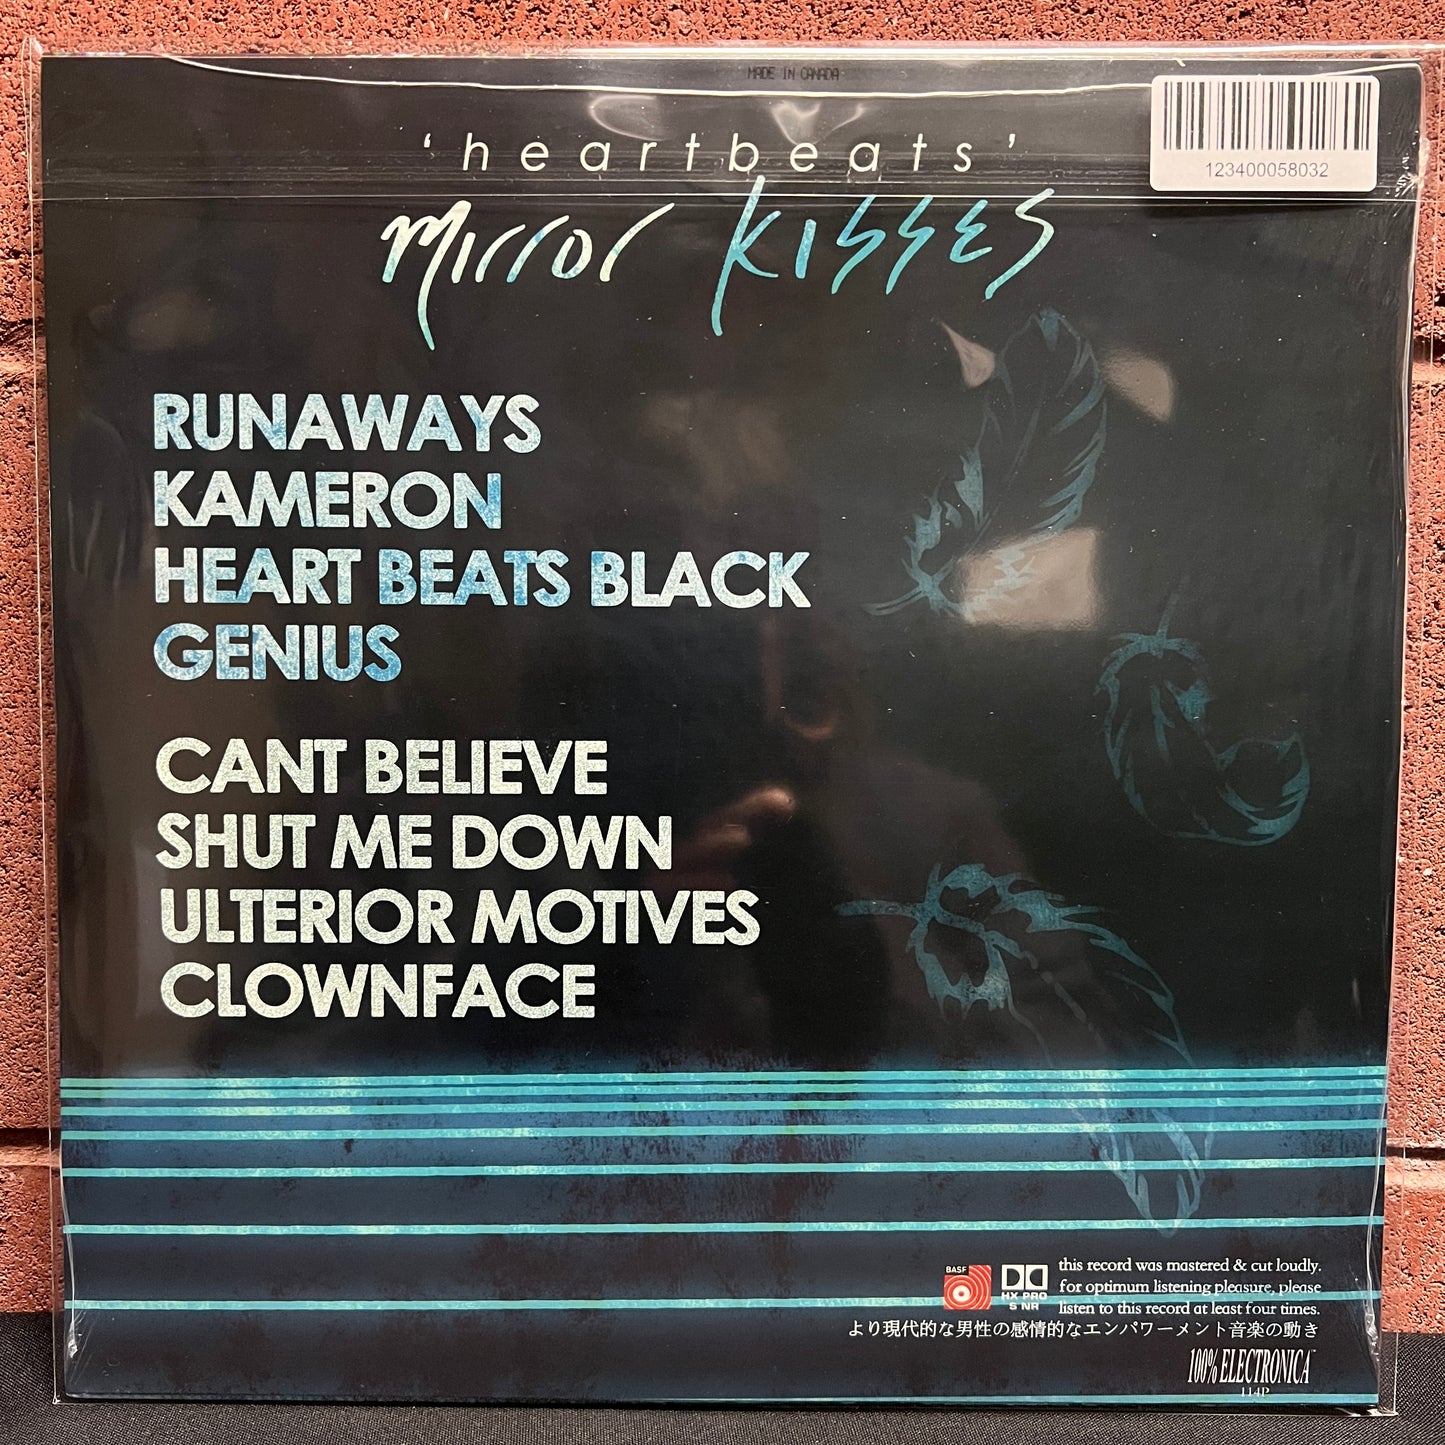 MADE IN CANADA
123400058032
'heartbeats'
mirror kisses
RUNAWAYS
KAMERON
HEART BEATS BLACK
GENIUS
CANT BELIEVE
SHUT ME DOWN
ULTERIOR MOTIVES
CLOWNFACE
BASF
HX PRO
S NR
this record was mastered & cut loudly.
for optimum listening pleasure, please
listen to this record at least four times.
より現代的な男性の感情的なエンパワーメント音楽の動き
100% ELECTRONICA
114P